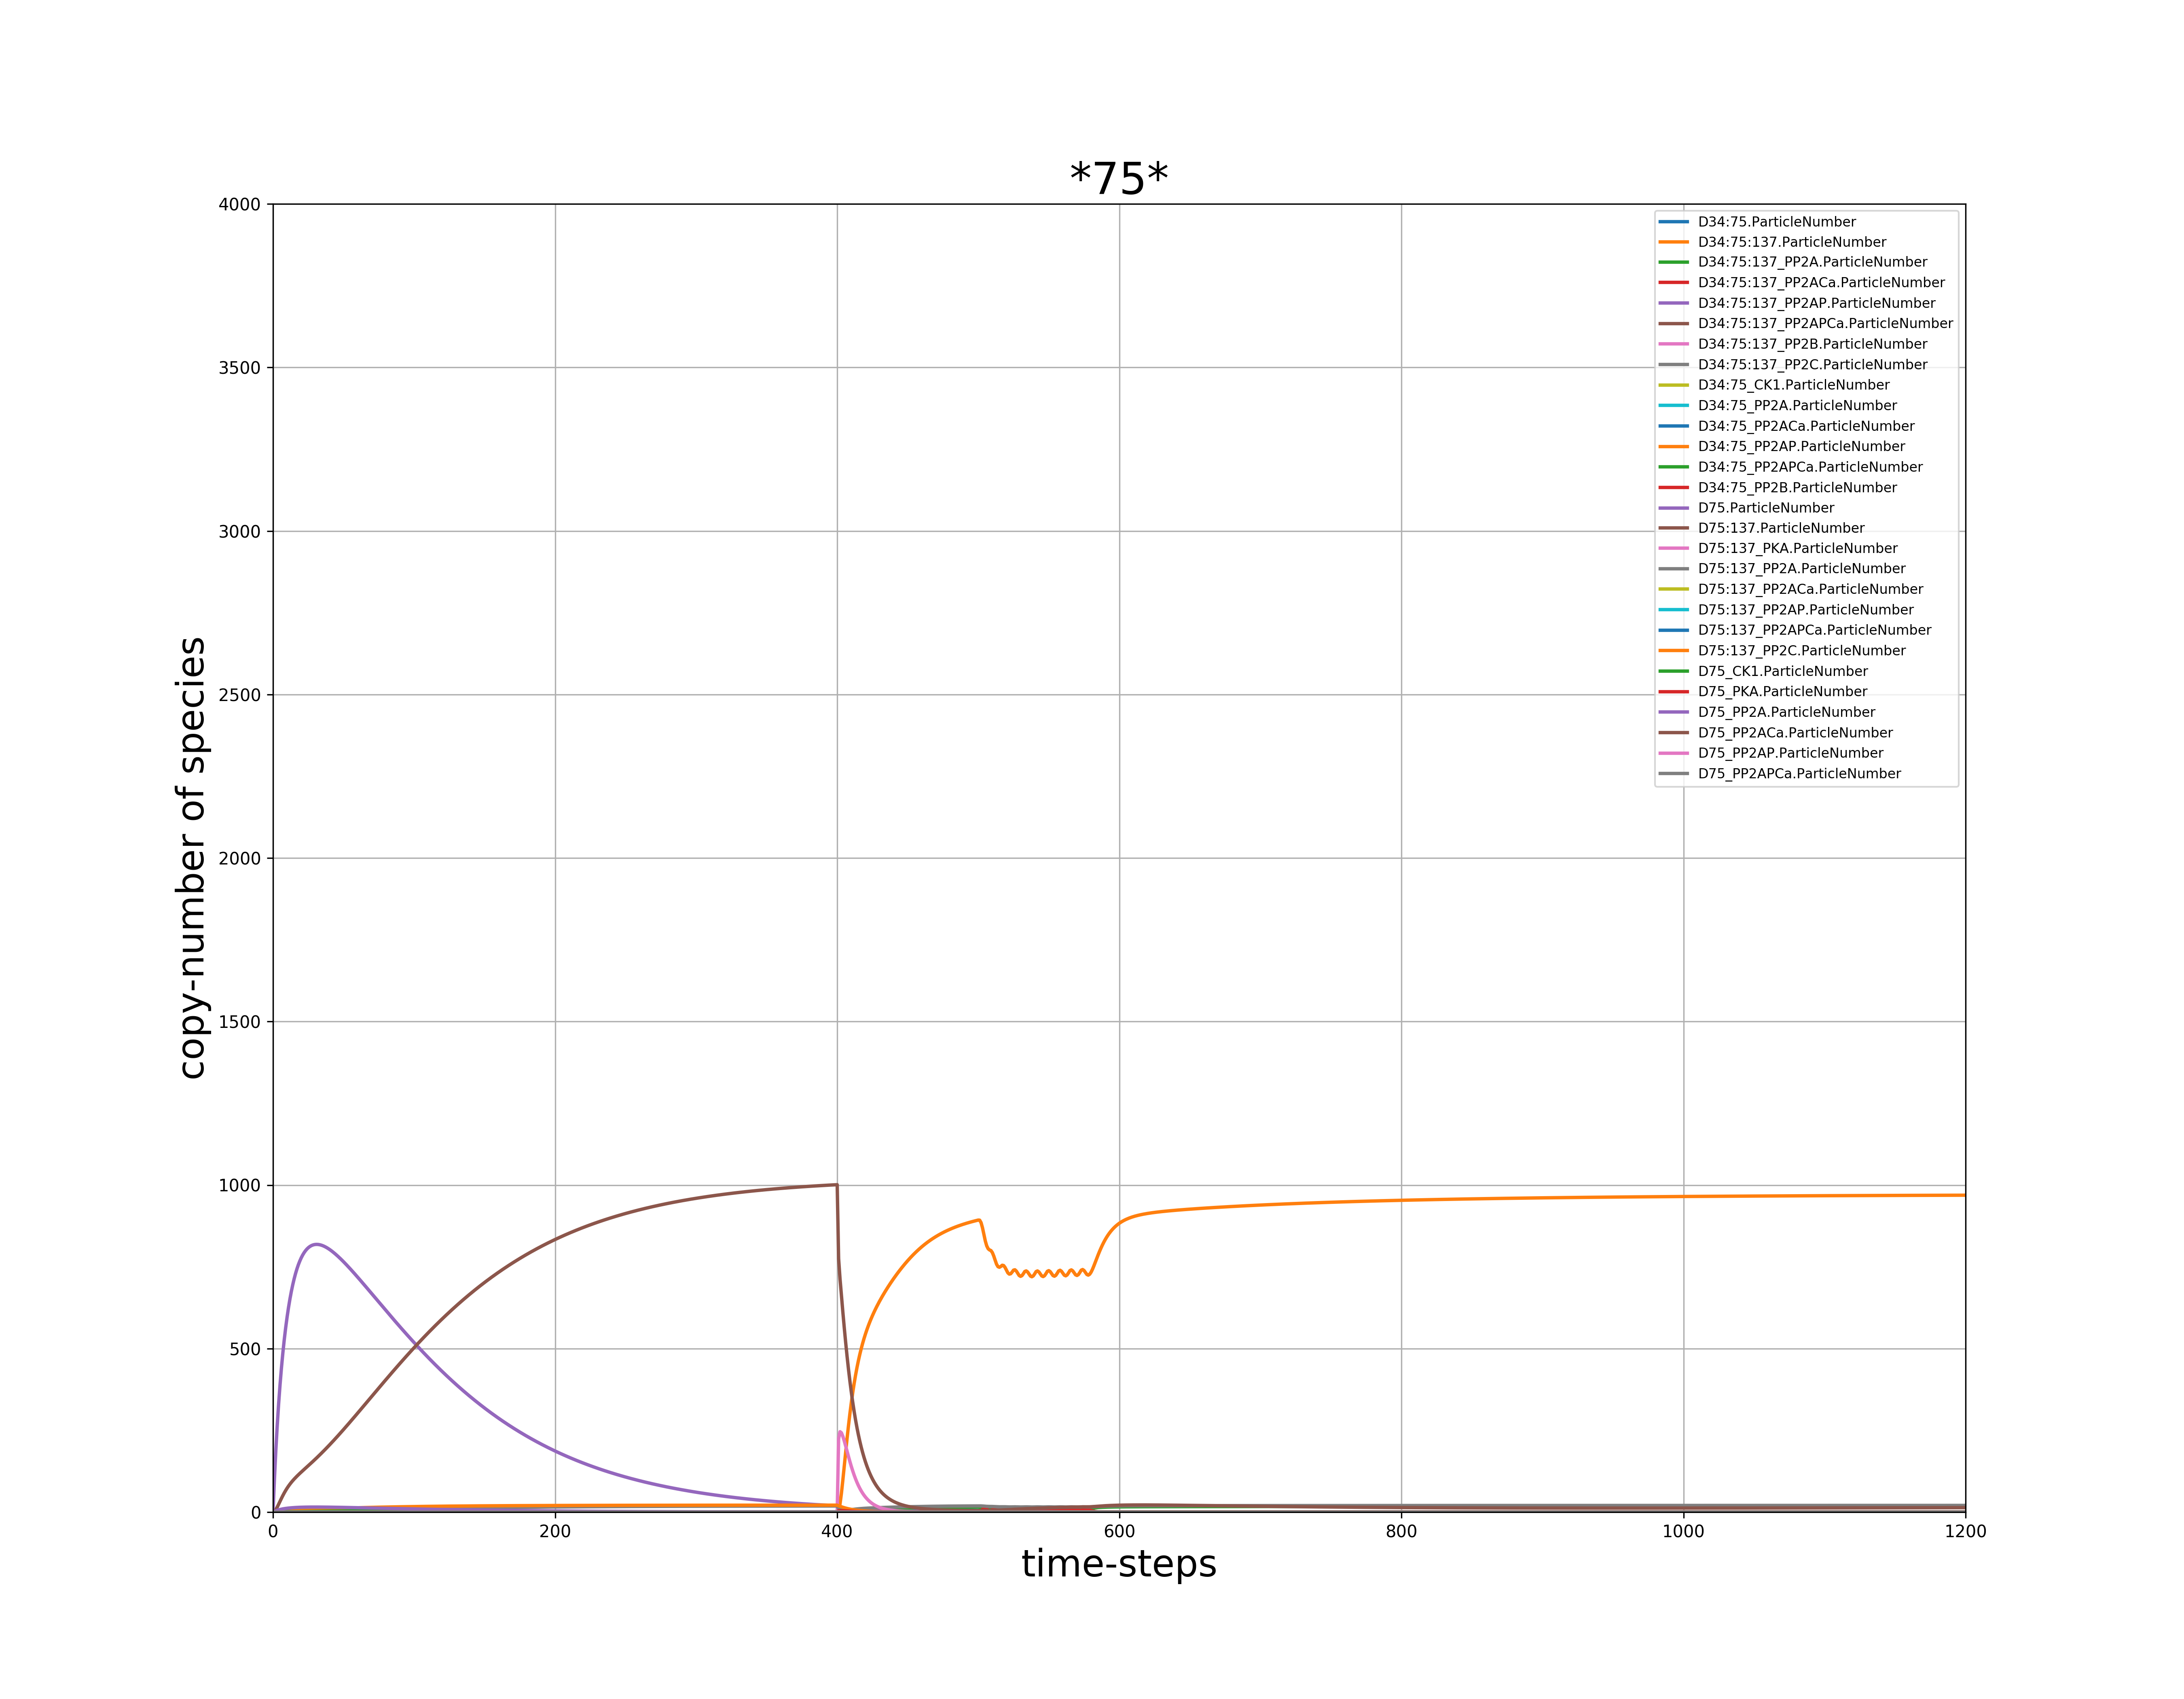 *75*
4000
3500
3000
2500
2000
1500
1000
500
0
copy-number of species
0 200 400 600 800 1000 1200
time-steps
D34:75.ParticleNumber
D34:75:137.ParticleNumber
D34:75:137_PP2A.ParticleNumber
D34:75:137_PP2ACa.ParticleNumber
D34:75:137_PP2AP.ParticleNumber
D34:75:137_PP2APCa.ParticleNumber
D34:75:137_PP2B.ParticleNumber
D34:75:137_PP2C.ParticleNumber
D34:75_CK1.ParticleNumber
D34:75_PP2A.ParticleNumber
D34:75_PP2ACa.ParticleNumber
D34:75_PP2AP.ParticleNumber
D34:75_PP2APCa.ParticleNumber
D34:75_PP2B.ParticleNumber
D75.ParticleNumber
D75:137.ParticleNumber
D75:137_PKA.ParticleNumber
D75:137_PP2A.ParticleNumber
D75:137_PP2ACa.ParticleNumber
D75:137_PP2AP.ParticleNumber
D75:137_PP2APCa.ParticleNumber
D75:137_PP2C.ParticleNumber
D75_CK1.ParticleNumber
D75_PKA.ParticleNumber
D75_PP2A.ParticleNumber
D75_PP2ACa.ParticleNumber
D75_PP2AP.ParticleNumber
D75_PP2APCa.ParticleNumber